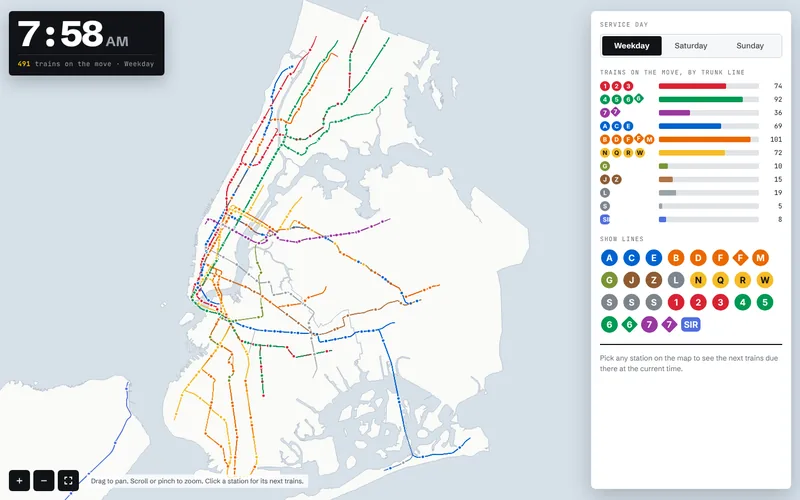 7:58 AM
491 trains on the move · Weekday
SERVICE DAY
Weekday Saturday Sunday
TRAINS ON THE MOVE, BY TRUNK LINE
1 2 3 74
4 5 6 6 92
7 7 36
A C E 69
B D F F M 101
N Q R W 72
G 10
J Z 15
L 19
S 5
SI 8
SHOW LINES
A C E B D F F M
G J Z L N Q R W
S S S 1 2 3 4 5
6 6 7 7 SIR
Pick any station on the map to see the next trains due
there at the current time.
+ −
Drag to pan. Scroll or pinch to zoom. Click a station for its next trains.